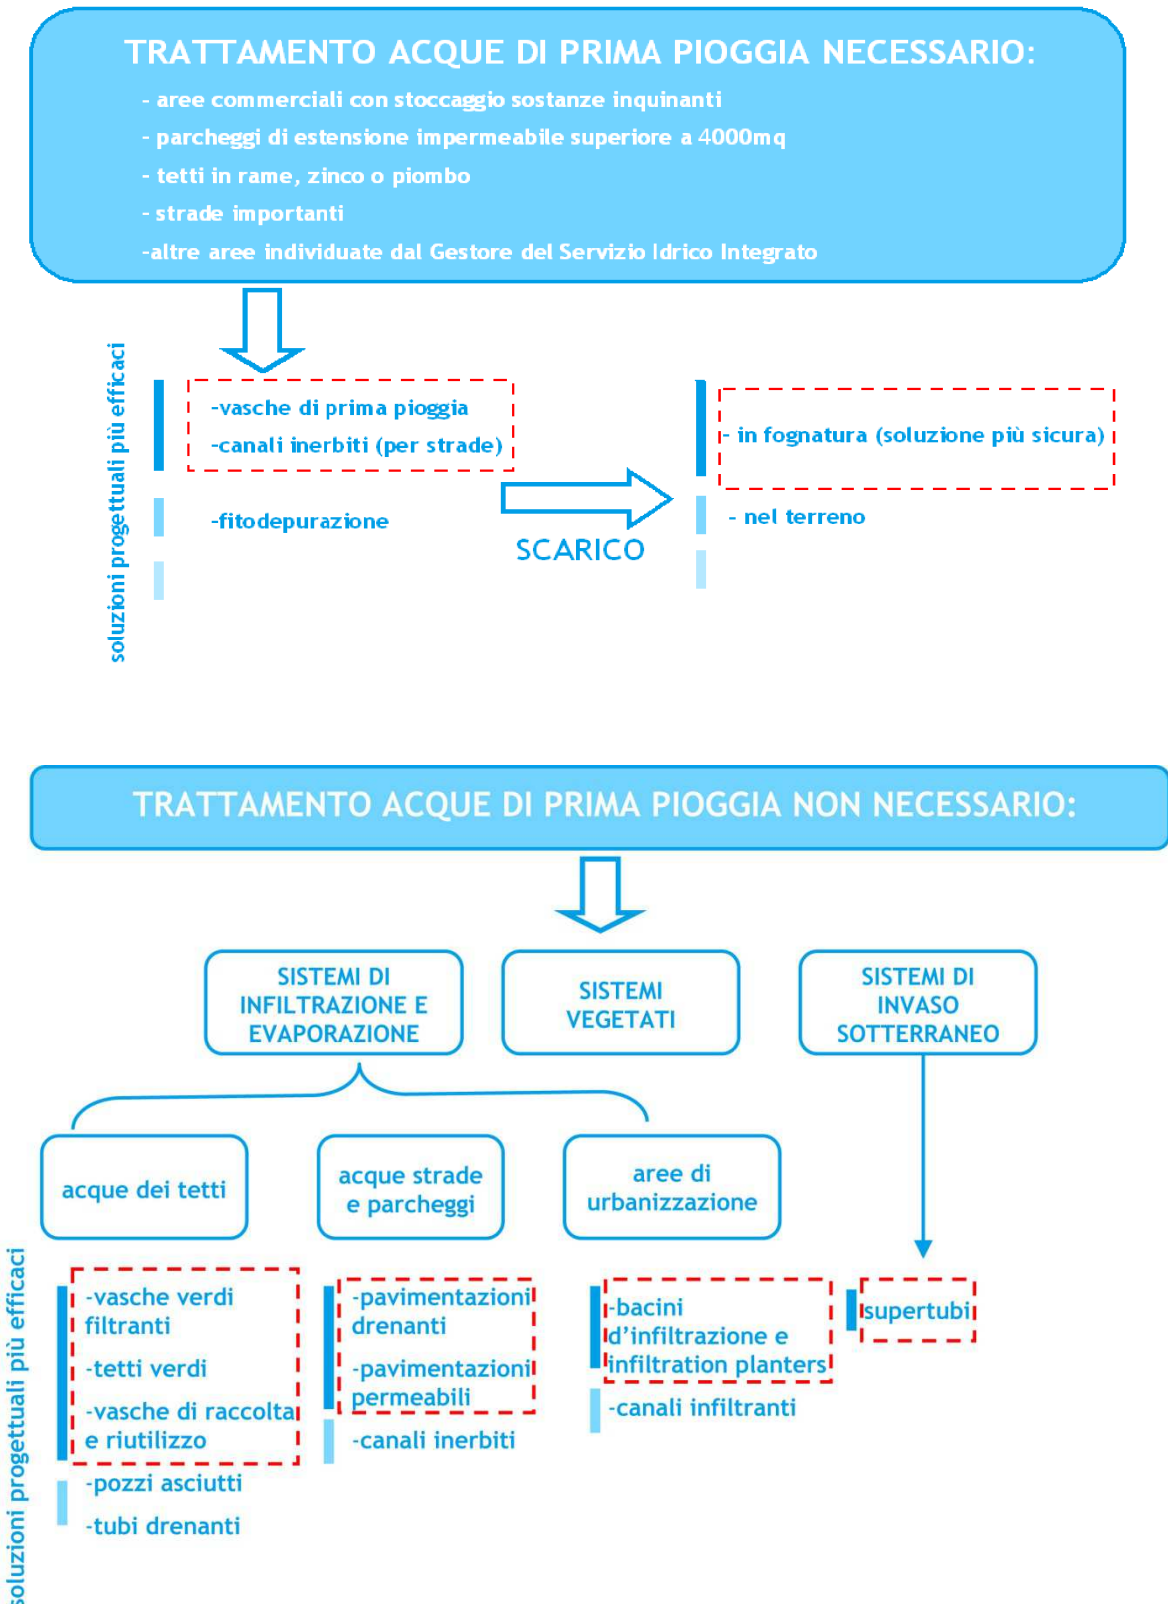 TRATTAMENTO ACQUE DI PRIMA PIOGGIA NECESSARIO:
- aree commerciali con stoccaggio sostanze inquinanti
- parcheggi di estensione impermeabile superiore a 4000mq
- tetti in rame, zinco o piombo
- strade importanti
-altre aree individuate dal Gestore del Servizio Idrico Integrato
soluzioni progettuali più efficaci
-vasche di prima pioggia
-canali inerbiti (per strade)
-fitodepurazione
SCARICO
- in fognatura (soluzione più sicura)
- nel terreno
TRATTAMENTO ACQUE DI PRIMA PIOGGIA NON NECESSARIO:
SISTEMI DI
INFILTRAZIONE E
EVAPORAZIONE
SISTEMI
VEGETATI
SISTEMI DI
INVASO
SOTTERRANEO
acque dei tetti
acque strade
e parcheggi
aree di
urbanizzazione
soluzioni progettuali più efficaci
-vasche verdi
filtranti
-tetti verdi
-vasche di raccolta
e riutilizzo
-pozzi asciutti
-tubi drenanti
-pavimentazioni
drenanti
-pavimentazioni
permeabili
-canali inerbiti
-bacini
d'infiltrazione e
infiltration planters
-canali infiltranti
supertubi